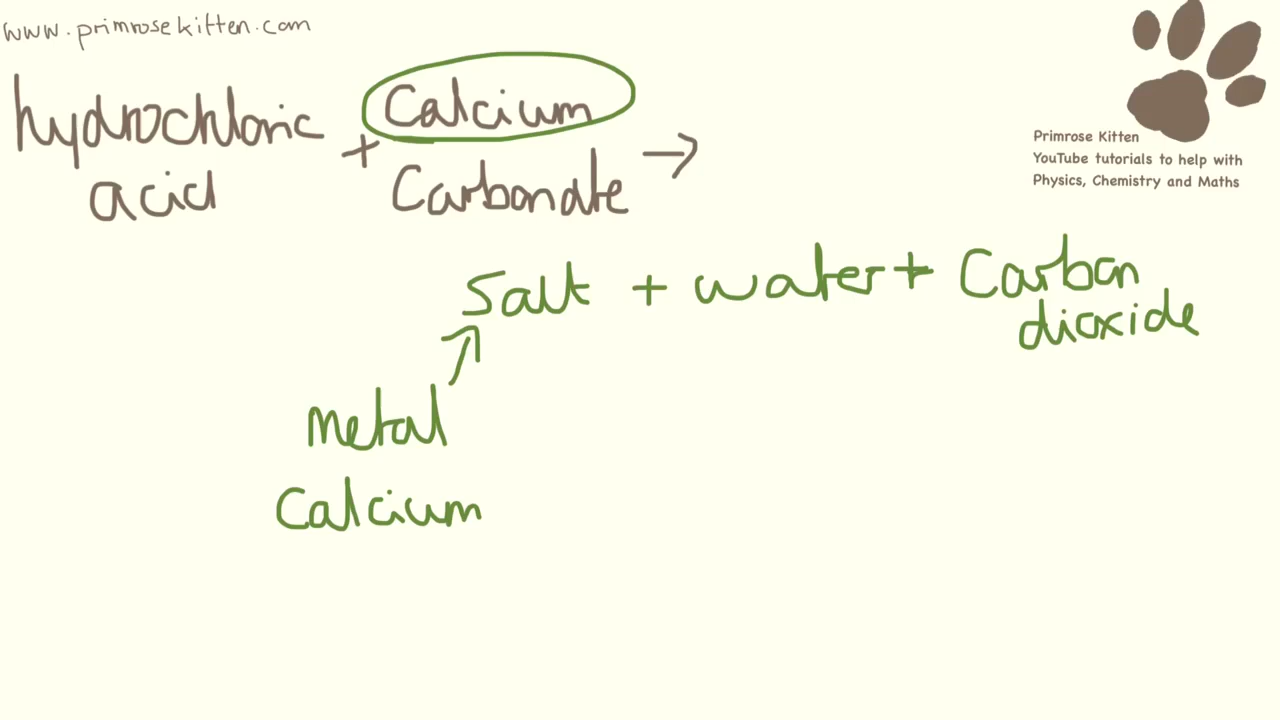 www.primrosekitten.com
hydrochloric
acid
+
Calcium
Carbonate
→
Primrose Kitten
YouTube tutorials to help with
Physics, Chemistry and Maths
Salt + water + Carbon
dioxide
Metal
Calcium